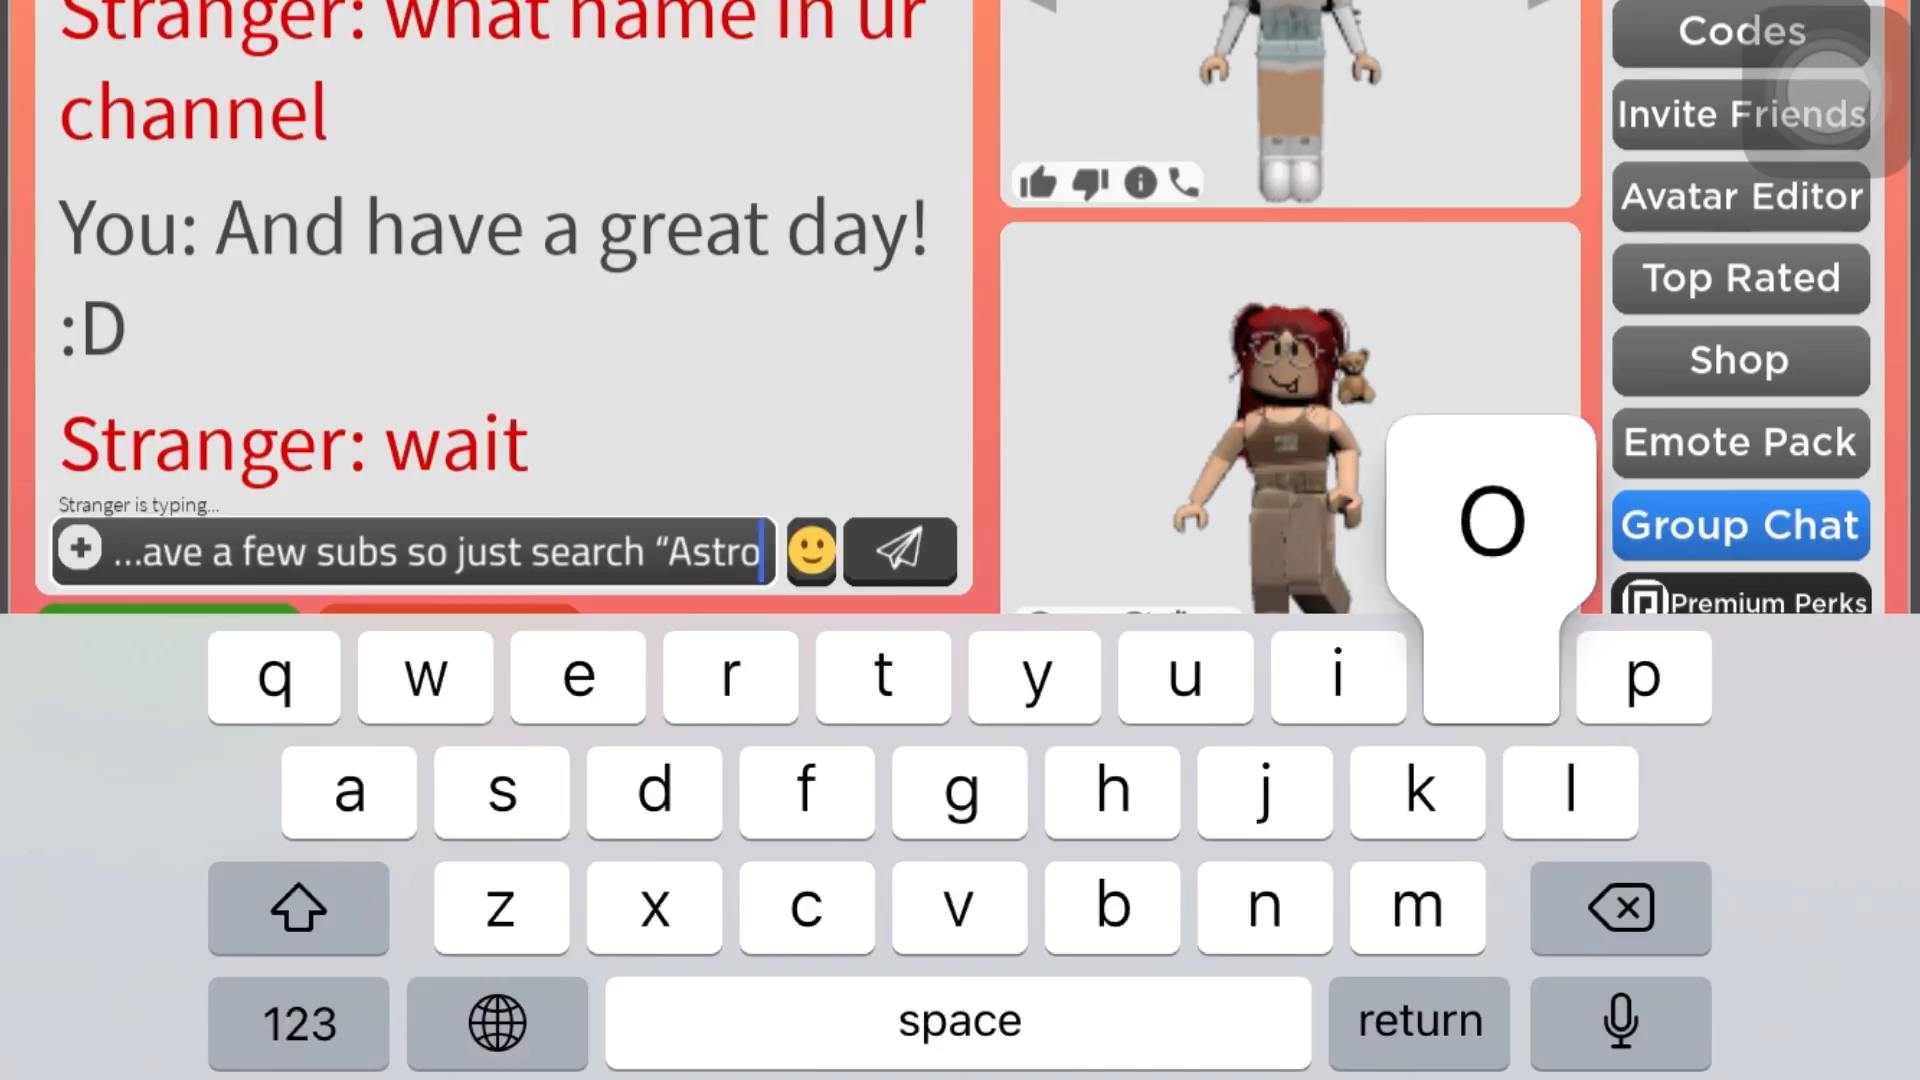 Stranger: what name in ur
channel
You: And have a great day!
:D
Stranger: wait
Stranger is typing...
...ave a few subs so just search “Astro
Codes
Invite Friends
Avatar Editor
Top Rated
Shop
Emote Pack
Group Chat
Premium Perks
O
q w e r t y u i p
a s d f g h j k l
z x c v b n m
123 space return